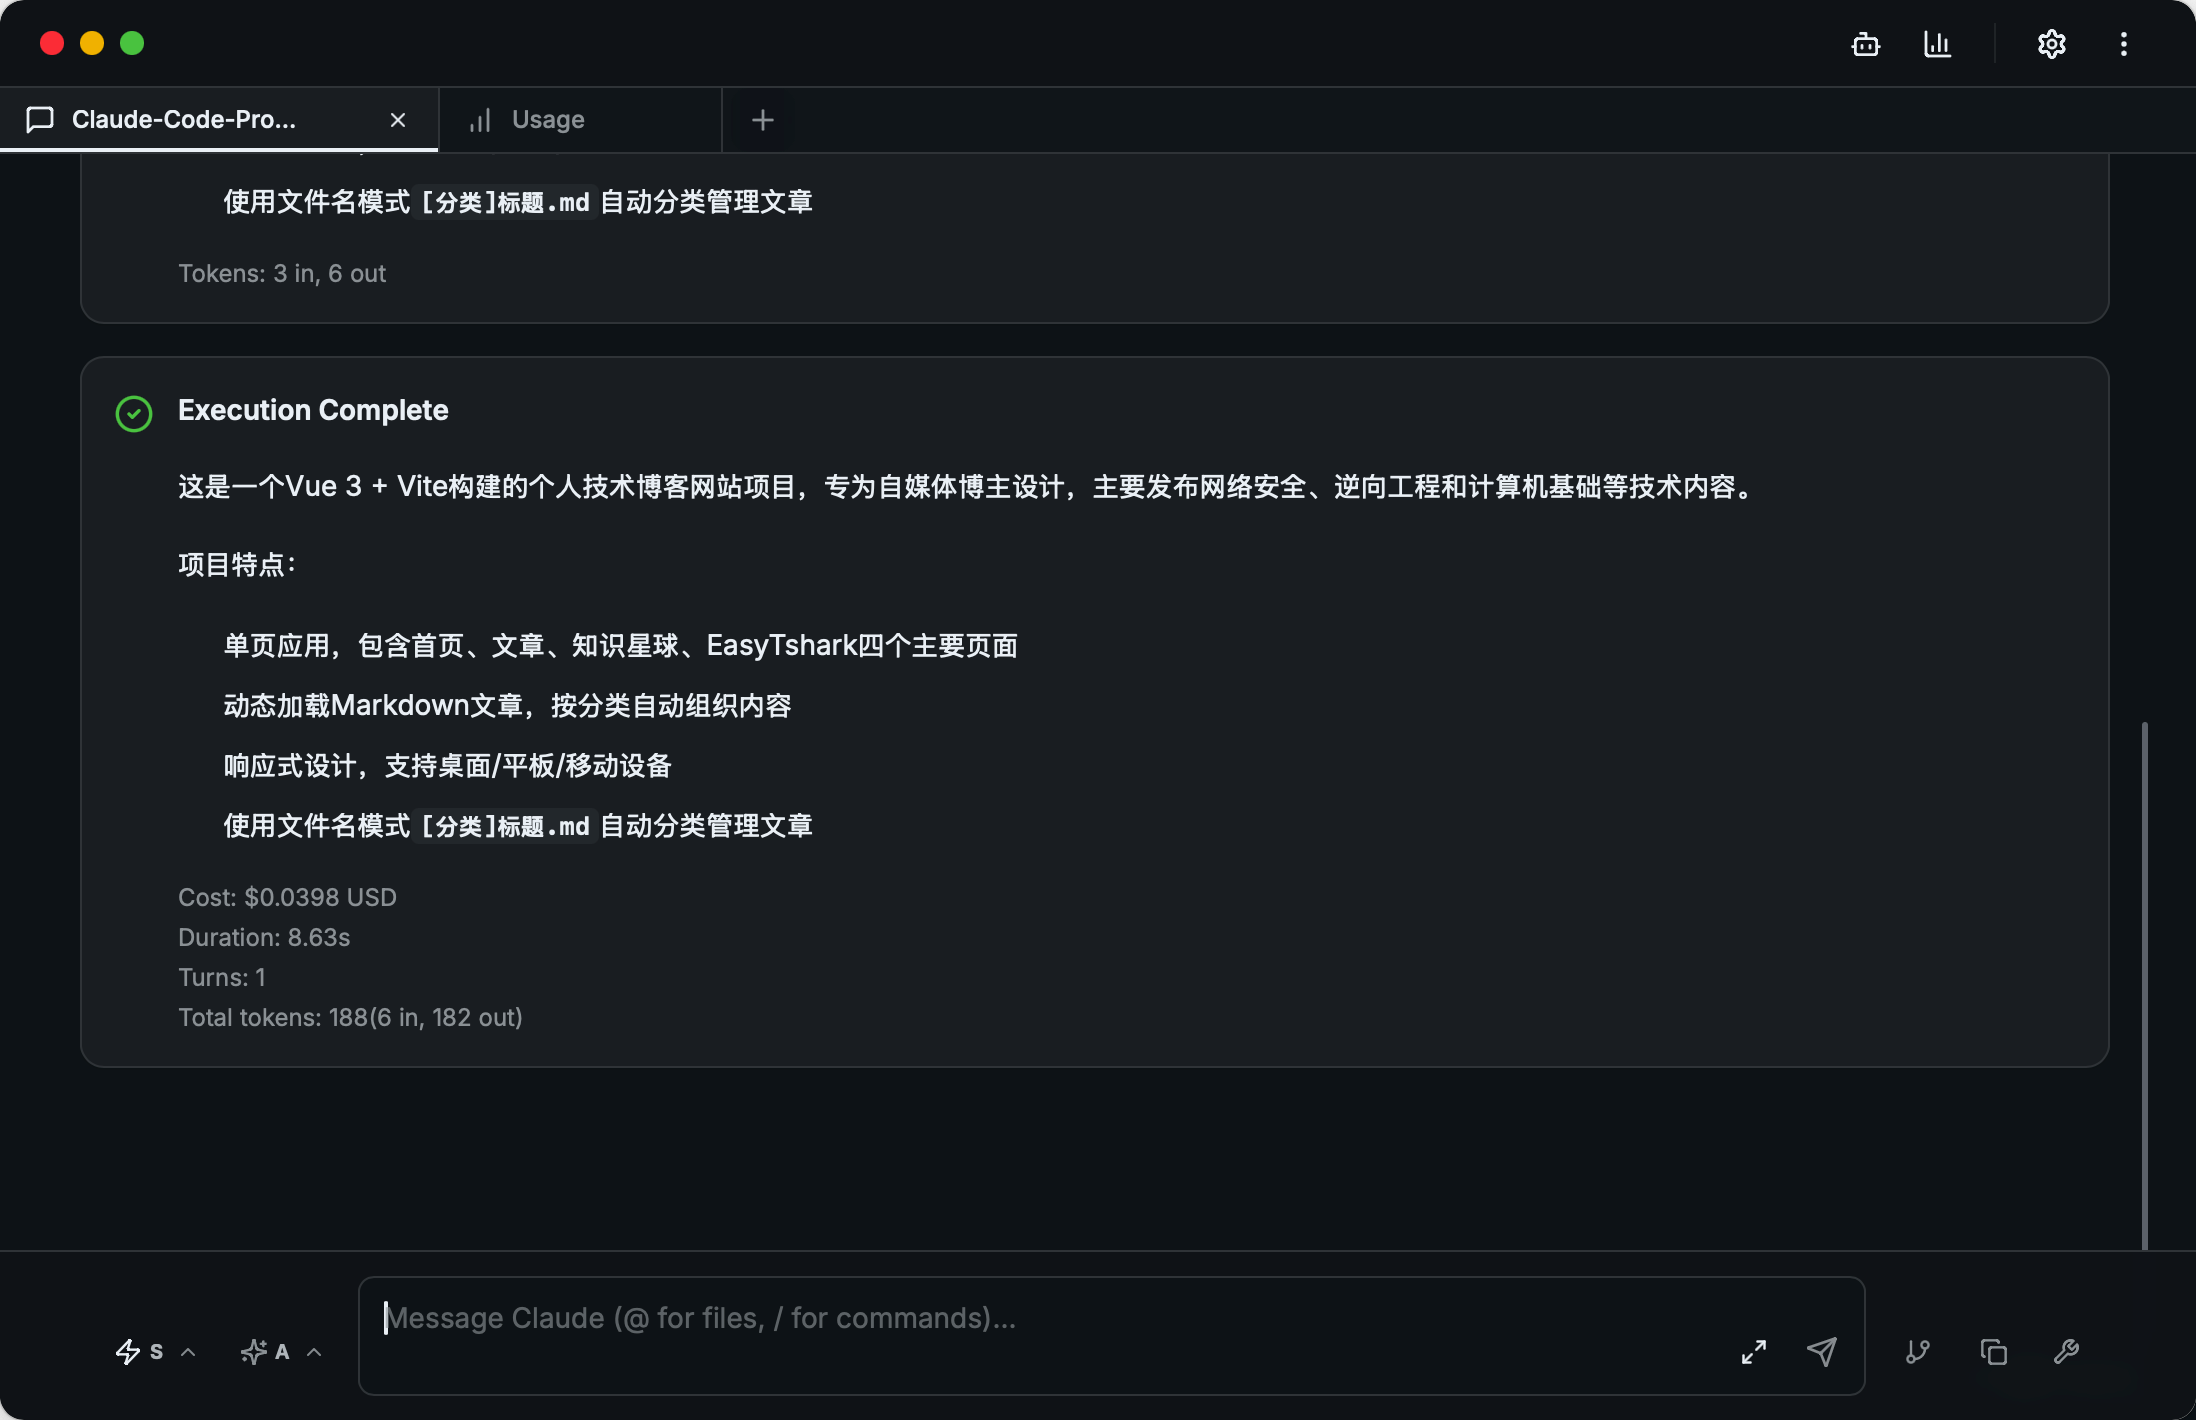 Claude-Code-Pro...
Usage
使用文件名模式 [分类]标题.md 自动分类管理文章
Tokens: 3 in, 6 out
Execution Complete
这是一个Vue 3 + Vite构建的个人技术博客网站项目，专为自媒体博主设计，主要发布网络安全、逆向工程和计算机基础等技术内容。
项目特点：
单页应用，包含首页、文章、知识星球、EasyTshark四个主要页面
动态加载Markdown文章，按分类自动组织内容
响应式设计，支持桌面/平板/移动设备
使用文件名模式 [分类]标题.md 自动分类管理文章
Cost: $0.0398 USD
Duration: 8.63s
Turns: 1
Total tokens: 188(6 in, 182 out)
Message Claude (@ for files, / for commands)...
S
A